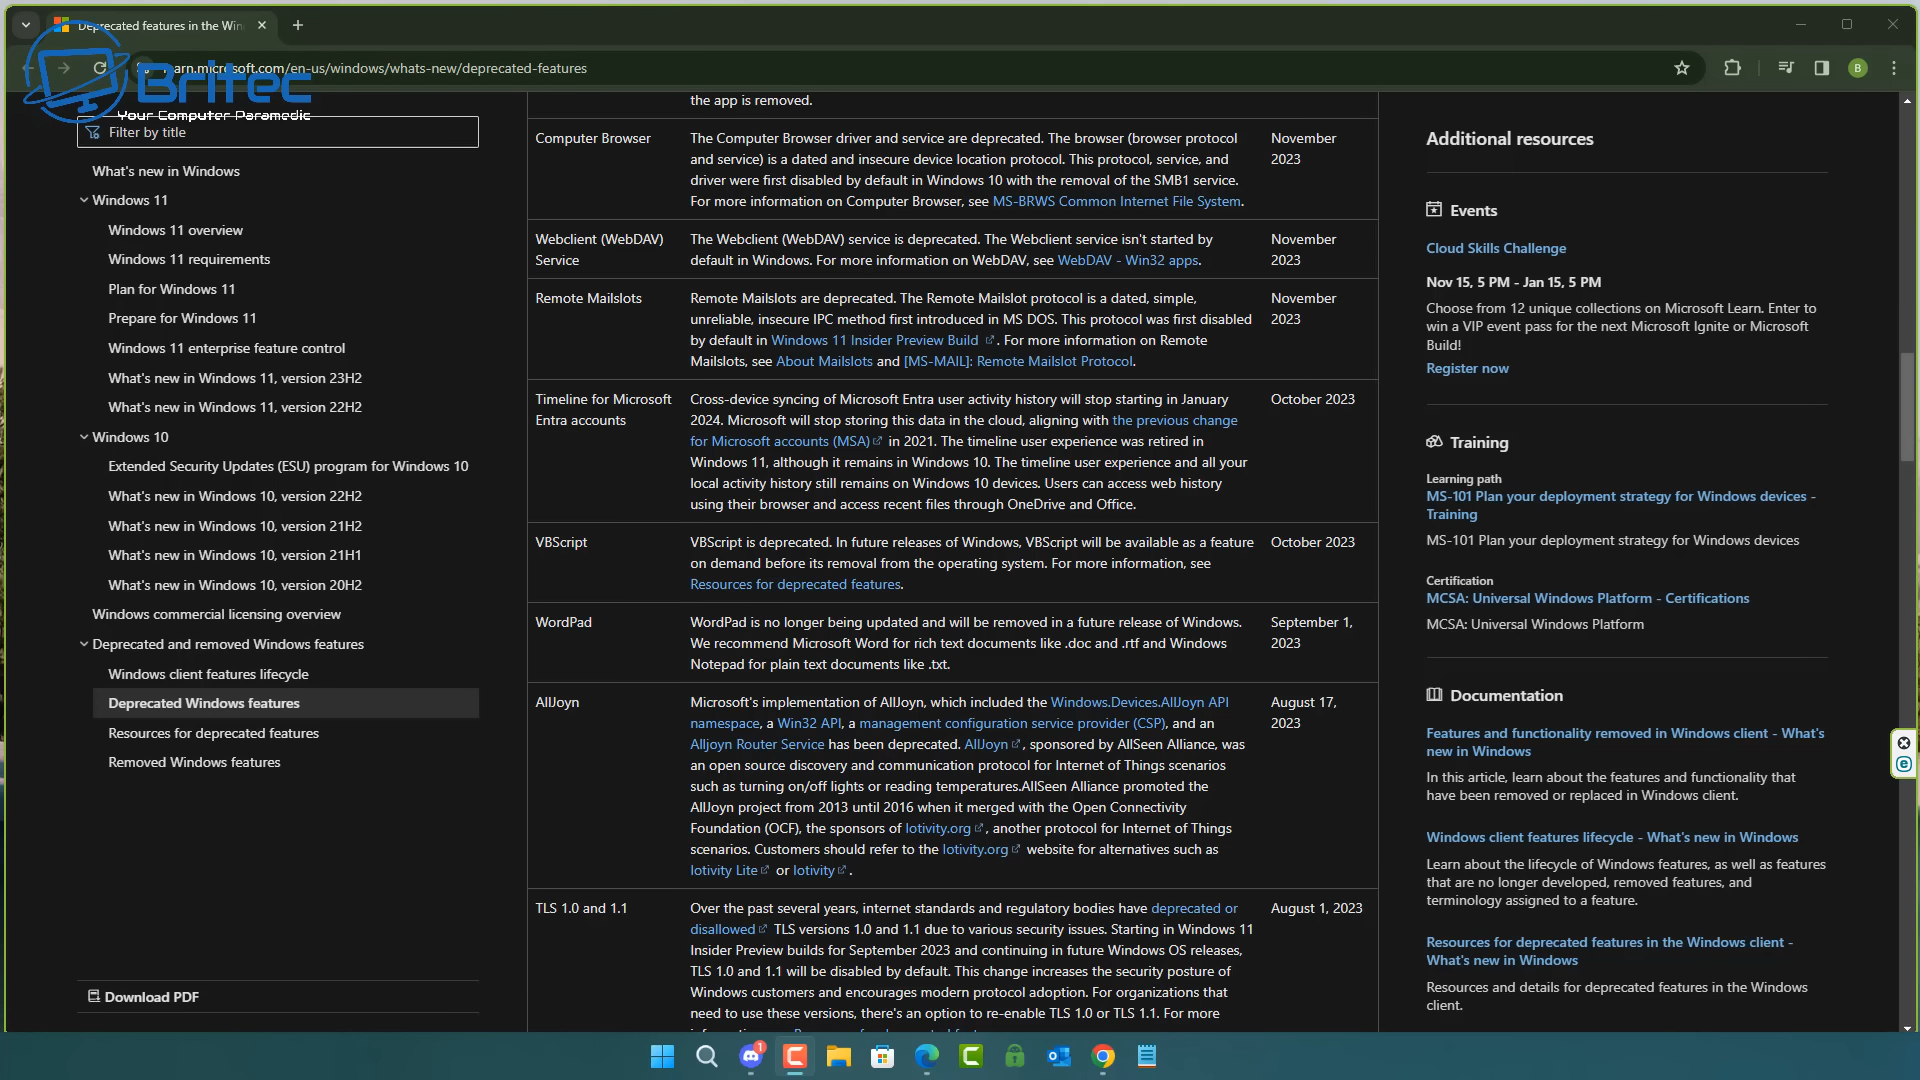 Deprecated features in the Win
Britec
Your Computer Paramedic
learn.microsoft.com/en-us/windows/whats-new/deprecated-features
B
Filter by title
What's new in Windows
Windows 11
Windows 11 overview
Windows 11 requirements
Plan for Windows 11
Prepare for Windows 11
Windows 11 enterprise feature control
What's new in Windows 11, version 23H2
What's new in Windows 11, version 22H2
Windows 10
Extended Security Updates (ESU) program for Windows 10
What's new in Windows 10, version 22H2
What's new in Windows 10, version 21H2
What's new in Windows 10, version 21H1
What's new in Windows 10, version 20H2
Windows commercial licensing overview
Deprecated and removed Windows features
Windows client features lifecycle
Deprecated Windows features
Resources for deprecated features
Removed Windows features
Download PDF
the app is removed.
Computer Browser
The Computer Browser driver and service are deprecated. The browser (browser protocol
and service) is a dated and insecure device location protocol. This protocol, service, and
driver were first disabled by default in Windows 10 with the removal of the SMB1 service.
For more information on Computer Browser, see MS-BRWS Common Internet File System.
November
2023
Webclient (WebDAV)
Service
The Webclient (WebDAV) service is deprecated. The Webclient service isn't started by
default in Windows. For more information on WebDAV, see WebDAV - Win32 apps.
November
2023
Remote Mailslots
Remote Mailslots are deprecated. The Remote Mailslot protocol is a dated, simple,
unreliable, insecure IPC method first introduced in MS DOS. This protocol was first disabled
by default in Windows 11 Insider Preview Build . For more information on Remote
Mailslots, see About Mailslots and [MS-MAIL]: Remote Mailslot Protocol.
November
2023
Timeline for Microsoft
Entra accounts
Cross-device syncing of Microsoft Entra user activity history will stop starting in January
2024. Microsoft will stop storing this data in the cloud, aligning with the previous change
for Microsoft accounts (MSA) in 2021. The timeline user experience was retired in
Windows 11, although it remains in Windows 10. The timeline user experience and all your
local activity history still remains on Windows 10 devices. Users can access web history
using their browser and access recent files through OneDrive and Office.
October 2023
VBScript
VBScript is deprecated. In future releases of Windows, VBScript will be available as a feature
on demand before its removal from the operating system. For more information, see
Resources for deprecated features.
October 2023
WordPad
WordPad is no longer being updated and will be removed in a future release of Windows.
We recommend Microsoft Word for rich text documents like .doc and .rtf and Windows
Notepad for plain text documents like .txt.
September 1,
2023
AllJoyn
Microsoft's implementation of AllJoyn, which included the Windows.Devices.AllJoyn API
namespace, a Win32 API, a management configuration service provider (CSP), and an
Alljoyn Router Service has been deprecated. AllJoyn , sponsored by AllSeen Alliance, was
an open source discovery and communication protocol for Internet of Things scenarios
such as turning on/off lights or reading temperatures.AllSeen Alliance promoted the
AllJoyn project from 2013 until 2016 when it merged with the Open Connectivity
Foundation (OCF), the sponsors of Iotivity.org , another protocol for Internet of Things
scenarios. Customers should refer to the Iotivity.org website for alternatives such as
Iotivity Lite or Iotivity .
August 17,
2023
TLS 1.0 and 1.1
Over the past several years, internet standards and regulatory bodies have deprecated or
disallowed TLS versions 1.0 and 1.1 due to various security issues. Starting in Windows 11
Insider Preview builds for September 2023 and continuing in future Windows OS releases,
TLS 1.0 and 1.1 will be disabled by default. This change increases the security posture of
Windows customers and encourages modern protocol adoption. For organizations that
need to use these versions, there's an option to re-enable TLS 1.0 or TLS 1.1. For more
August 1, 2023
Additional resources
Events
Cloud Skills Challenge
Nov 15, 5 PM - Jan 15, 5 PM
Choose from 12 unique collections on Microsoft Learn. Enter to
win a VIP event pass for the next Microsoft Ignite or Microsoft
Build!
Register now
Training
Learning path
MS-101 Plan your deployment strategy for Windows devices -
Training
MS-101 Plan your deployment strategy for Windows devices
Certification
MCSA: Universal Windows Platform - Certifications
MCSA: Universal Windows Platform
Documentation
Features and functionality removed in Windows client - What's
new in Windows
In this article, learn about the features and functionality that
have been removed or replaced in Windows client.
Windows client features lifecycle - What's new in Windows
Learn about the lifecycle of Windows features, as well as features
that are no longer developed, removed features, and
terminology assigned to a feature.
Resources for deprecated features in the Windows client -
What's new in Windows
Resources and details for deprecated features in the Windows
client.
1